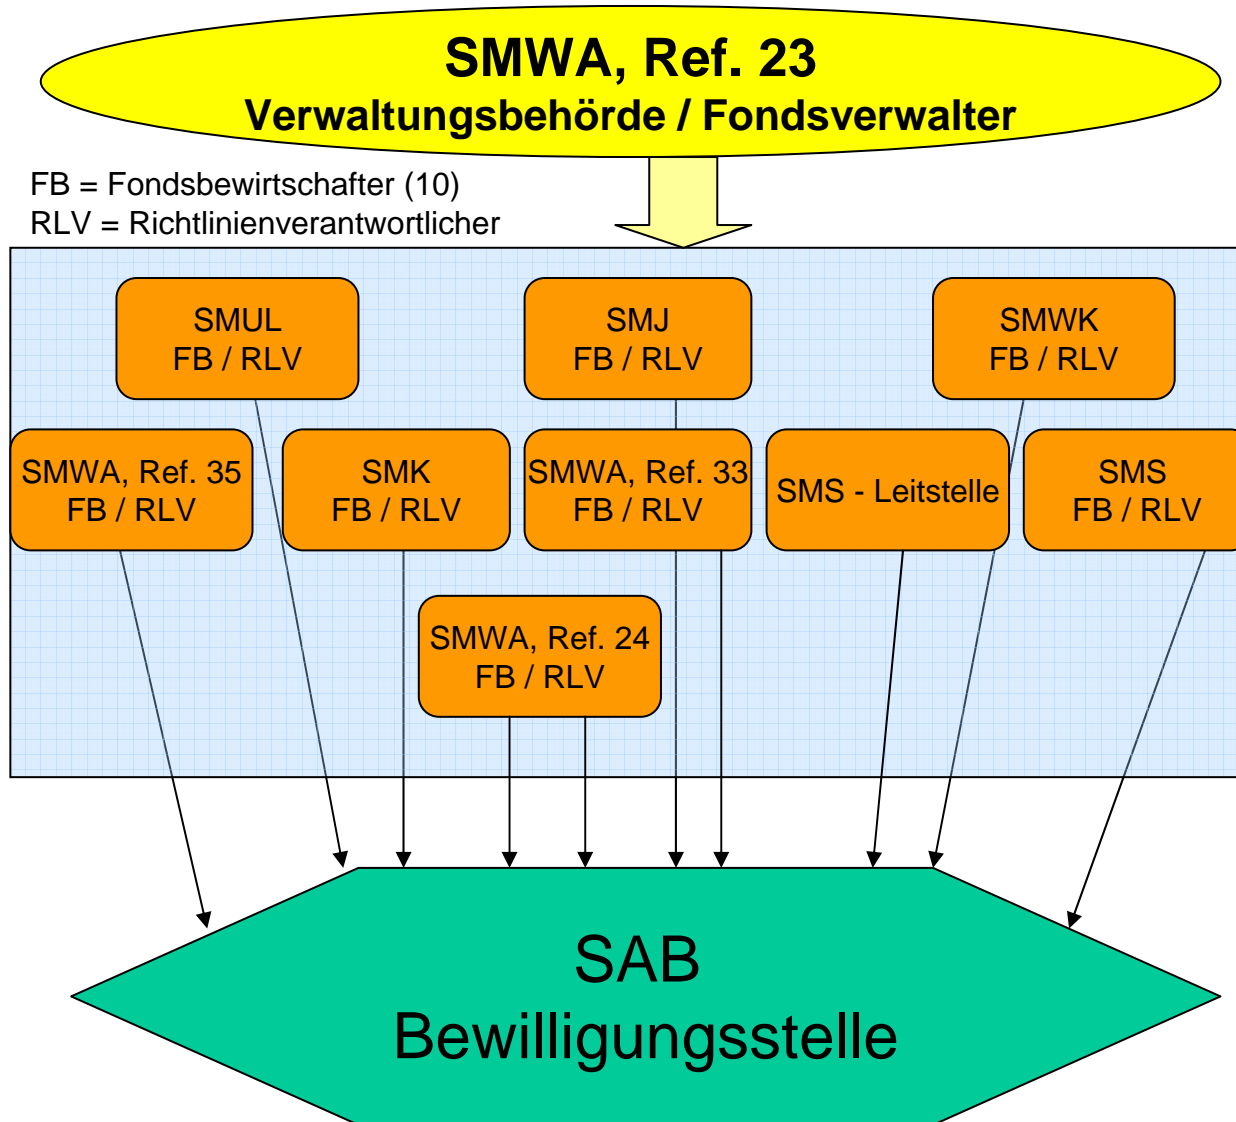 SMWA, Ref. 23
Verwaltungsbehörde / Fondsverwalter
FB = Fondsbewirtschafter (10)
RLV = Richtlinienverantwortlicher
SMUL
FB / RLV
SMJ
FB / RLV
SMWK
FB / RLV
SMWA, Ref. 35
FB / RLV
SMK
FB / RLV
SMWA, Ref. 33
FB / RLV
SMS - Leitstelle
SMS
FB / RLV
SMWA, Ref. 24
FB / RLV
SAB
Bewilligungsstelle